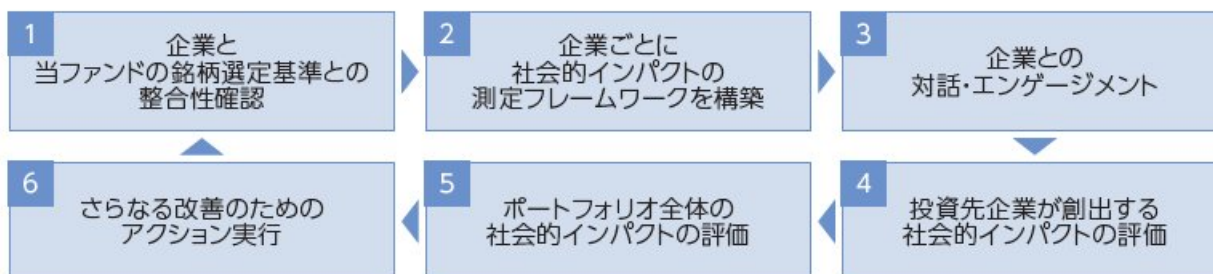 1
企業と
当ファンドの銘柄選定基準との
整合性確認
2
企業ごとに
社会的インパクトの
測定フレームワークを構築
3
企業との
対話・エンゲージメント
4
投資先企業が創出する
社会的インパクトの評価
5
ポートフォリオ全体の
社会的インパクトの評価
6
さらなる改善のための
アクション実行